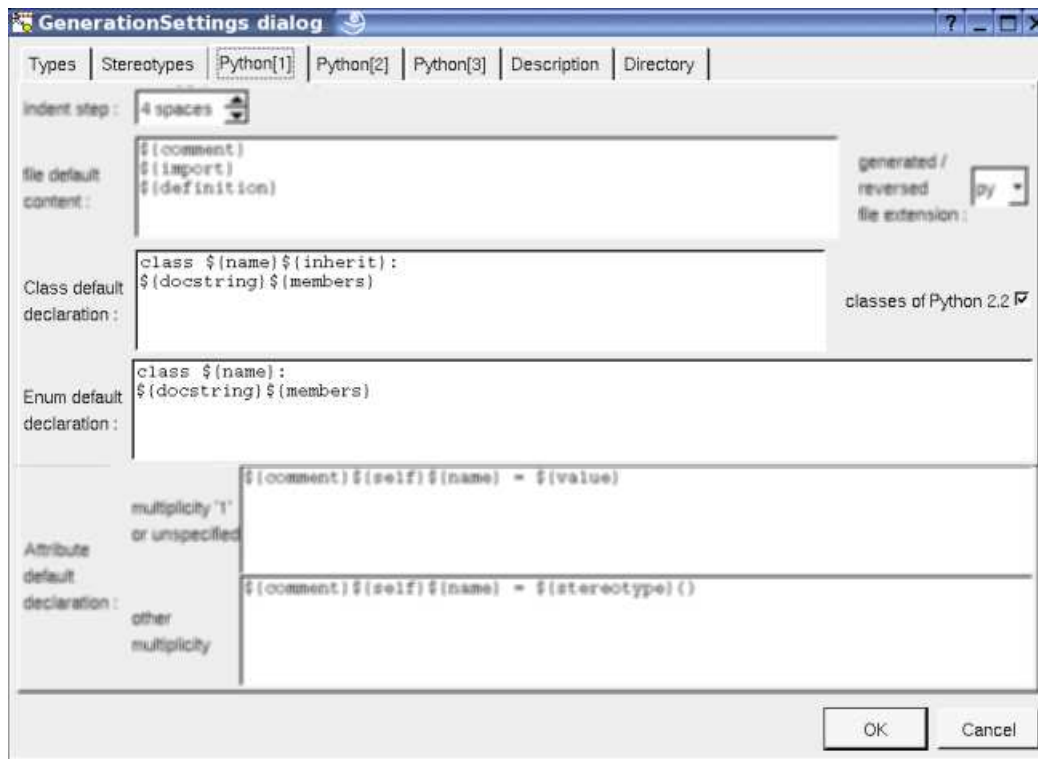 GenerationSettings dialog
Types Stereotypes Python[1] Python[2] Python[3] Description Directory
indent step : 4 spaces
${comment}
${import}
${definition}
file default
content :
generated /
reversed
file extension :
py
class ${name}${inherit}:
${docstring}${members}
Class default
declaration :
classes of Python 2.2
class ${name}:
${docstring}${members}
Enum default
declaration :
${comment}${self}${name} = ${value}
multiplicity '1'
or unspecified
Attribute
default
declaration :
${comment}${self}${name} = ${stereotype}()
other
multiplicity
OK Cancel